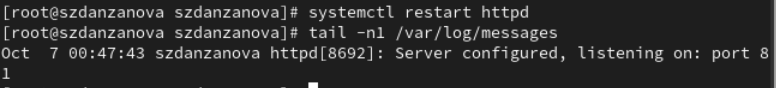 [root@szdanzanova szdanzanova]# systemctl restart httpd
[root@szdanzanova szdanzanova]# tail -n1 /var/log/messages
Oct  7 00:47:43 szdanzanova httpd[8692]: Server configured, listening on: port 8
1